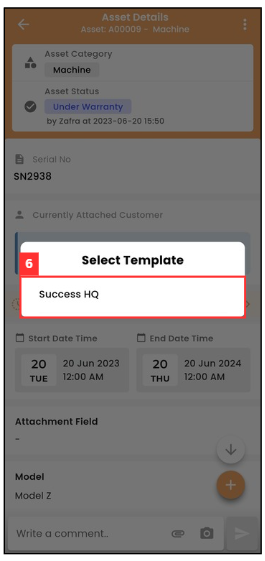 Asset Details
Asset: A00009 - Machine
Asset Category
Machine
Asset Status
Under Warranty
by Zafra at 2023-06-20 15:50
Serial No
SN2938
Currently Attached Customer
6
Select Template
Success HQ
Start Date Time
End Date Time
20 TUE 20 Jun 2023 12:00 AM
20 THU 20 Jun 2024 12:00 AM
Attachment Field
-
Model
Model Z
Write a comment...